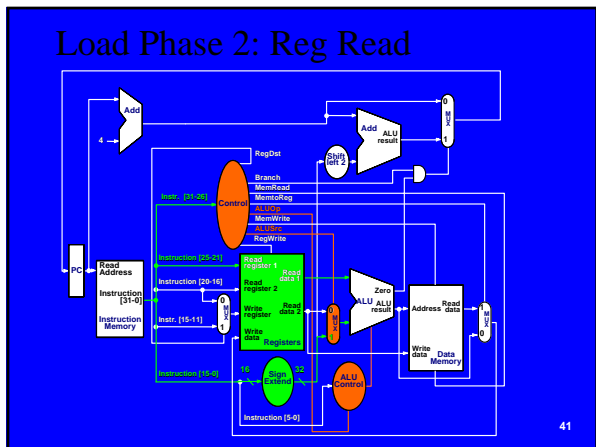 Load Phase 2: Reg Read
Add
4
Add
ALU
result
0
M
U
X
1
Shift
left 2
RegDst
Branch
MemRead
MemtoReg
ALUOp
MemWrite
ALUSrc
RegWrite
Control
Instr. [31-26]
PC
Read
Address
Instruction
[31-0]
Instruction
Memory
Instruction [25-21]
Instruction [20-16]
Instr. [15-11]
Instruction [15-0]
0
M
U
X
1
Read
register 1
Read
data 1
Read
register 2
Write
register
Read
data 2
Write
data
Registers
0
M
U
X
1
Zero
ALU
ALU
result
Address
Read
data
Write
data
Data
Memory
1
M
U
X
0
16
Sign
Extend
32
ALU
Control
Instruction [5-0]
41